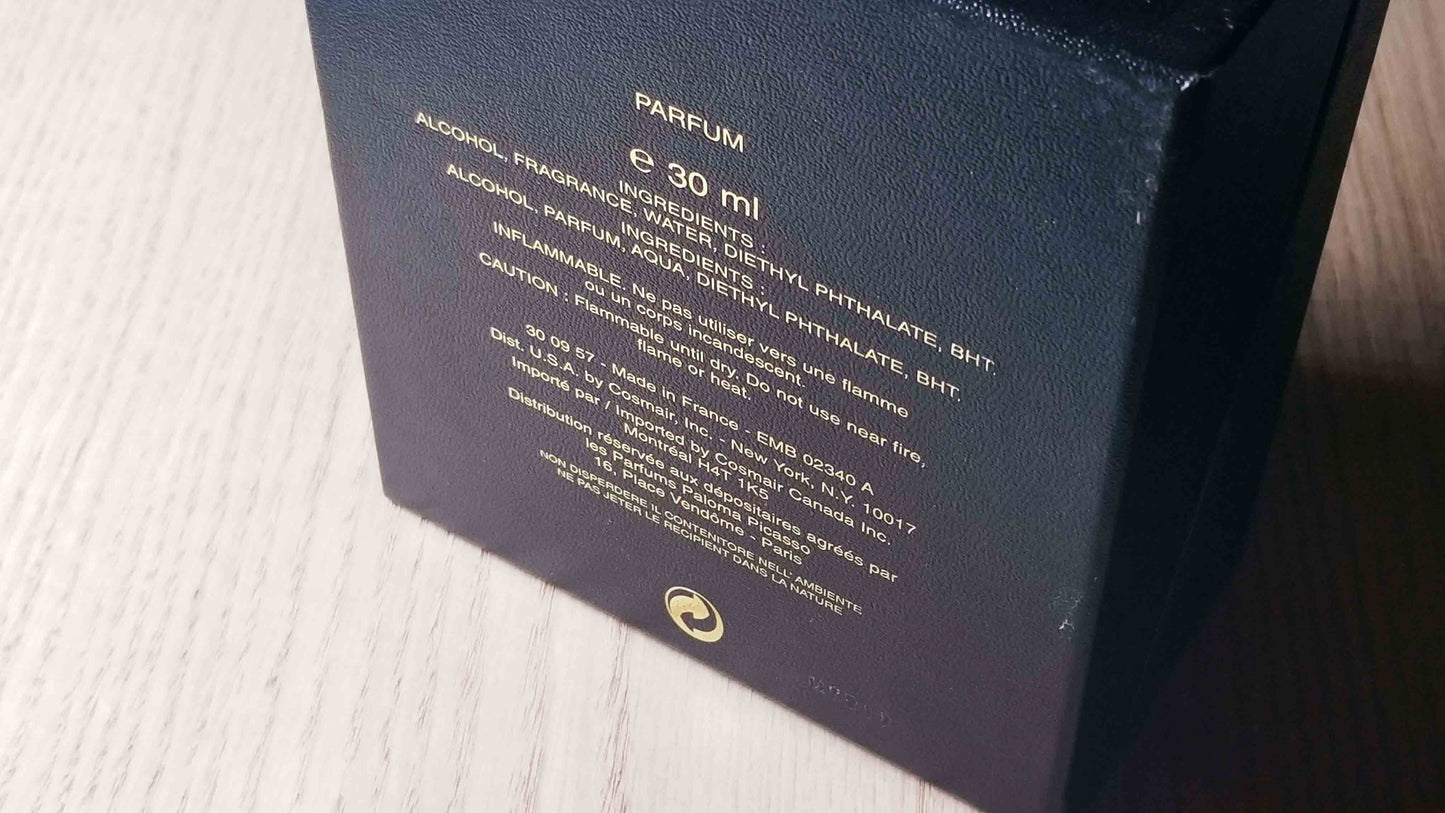 PARFUM
℮ 30 ml
INGREDIENTS :
ALCOHOL, FRAGRANCE, WATER, DIETHYL PHTHALATE, BHT.
INGREDIENTS :
ALCOHOL, PARFUM, AQUA, DIETHYL PHTHALATE, BHT.
INFLAMMABLE. Ne pas utiliser vers une flamme
ou un corps incandescent.
CAUTION : Flammable until dry. Do not use near fire,
flame or heat.
30 09 57 - Made in France - EMB 02340 A
Dist. U.S.A. by Cosmair, Inc. - New York, N.Y. 10017
Importé par / Imported by Cosmair Canada Inc.
Montréal H4T 1K5
Distribution réservée aux dépositaires agréés par
les Parfums Paloma Picasso
16, Place Vendôme - Paris
NON DISPERDERE IL CONTENITORE NELL' AMBIENTE
NE PAS JETER LE RECIPIENT DANS LA NATURE